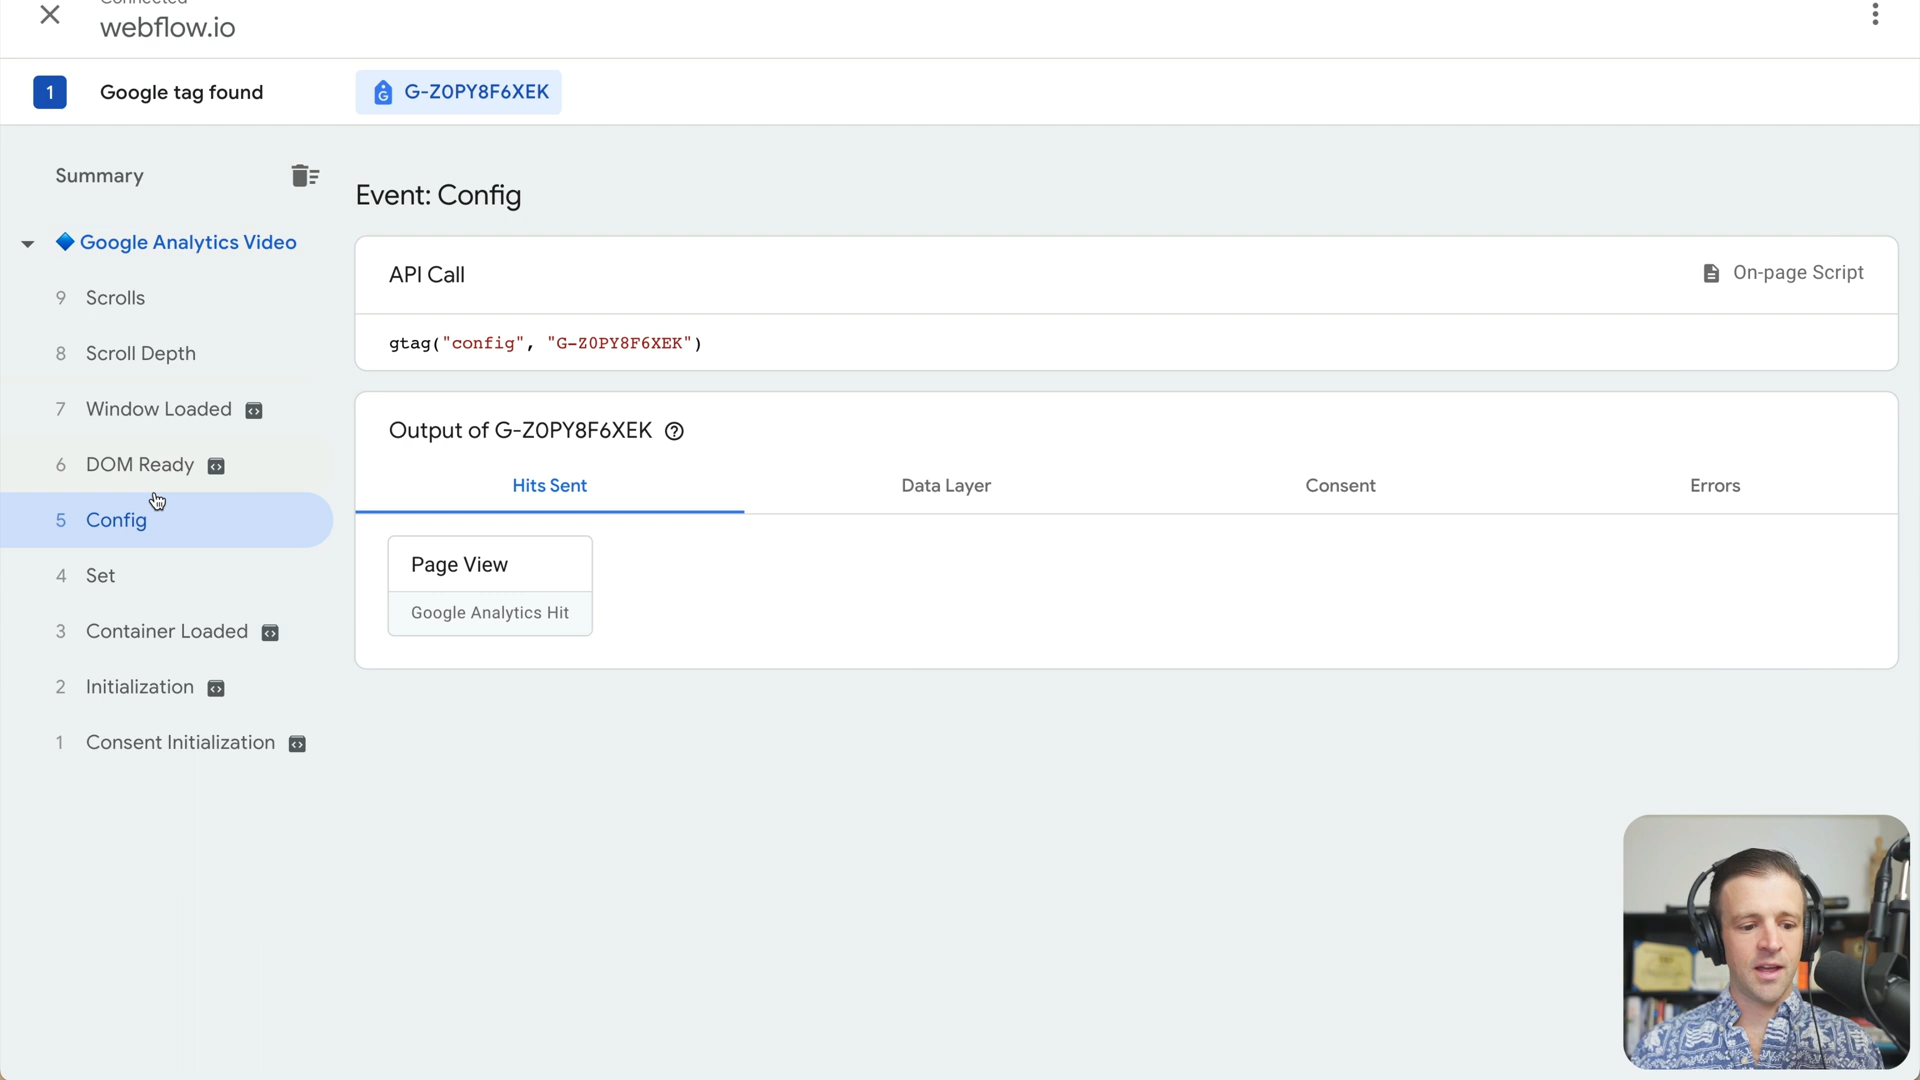 Connected
webflow.io
1 Google tag found G-Z0PY8F6XEK
Summary
Google Analytics Video
9 Scrolls
8 Scroll Depth
7 Window Loaded
6 DOM Ready
5 Config
4 Set
3 Container Loaded
2 Initialization
1 Consent Initialization
Event: Config
API Call
On-page Script
gtag("config", "G-Z0PY8F6XEK")
Output of G-Z0PY8F6XEK
Hits Sent Data Layer Consent Errors
Page View
Google Analytics Hit